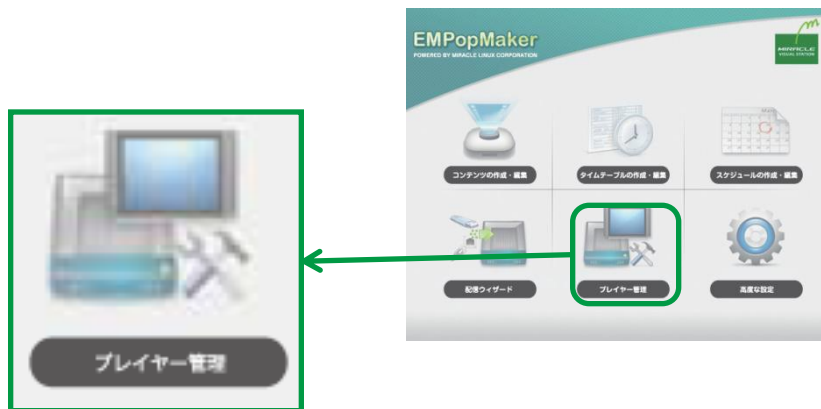 EMPopMaker
POWERED BY MIRACLE LINUX CORPORATION
MIRACLE
VISUAL STATION
コンテンツの作成・編集
タイムテーブルの作成・編集
スケジュールの作成・編集
配信ウィザード
プレイヤー管理
高度な設定
プレイヤー管理